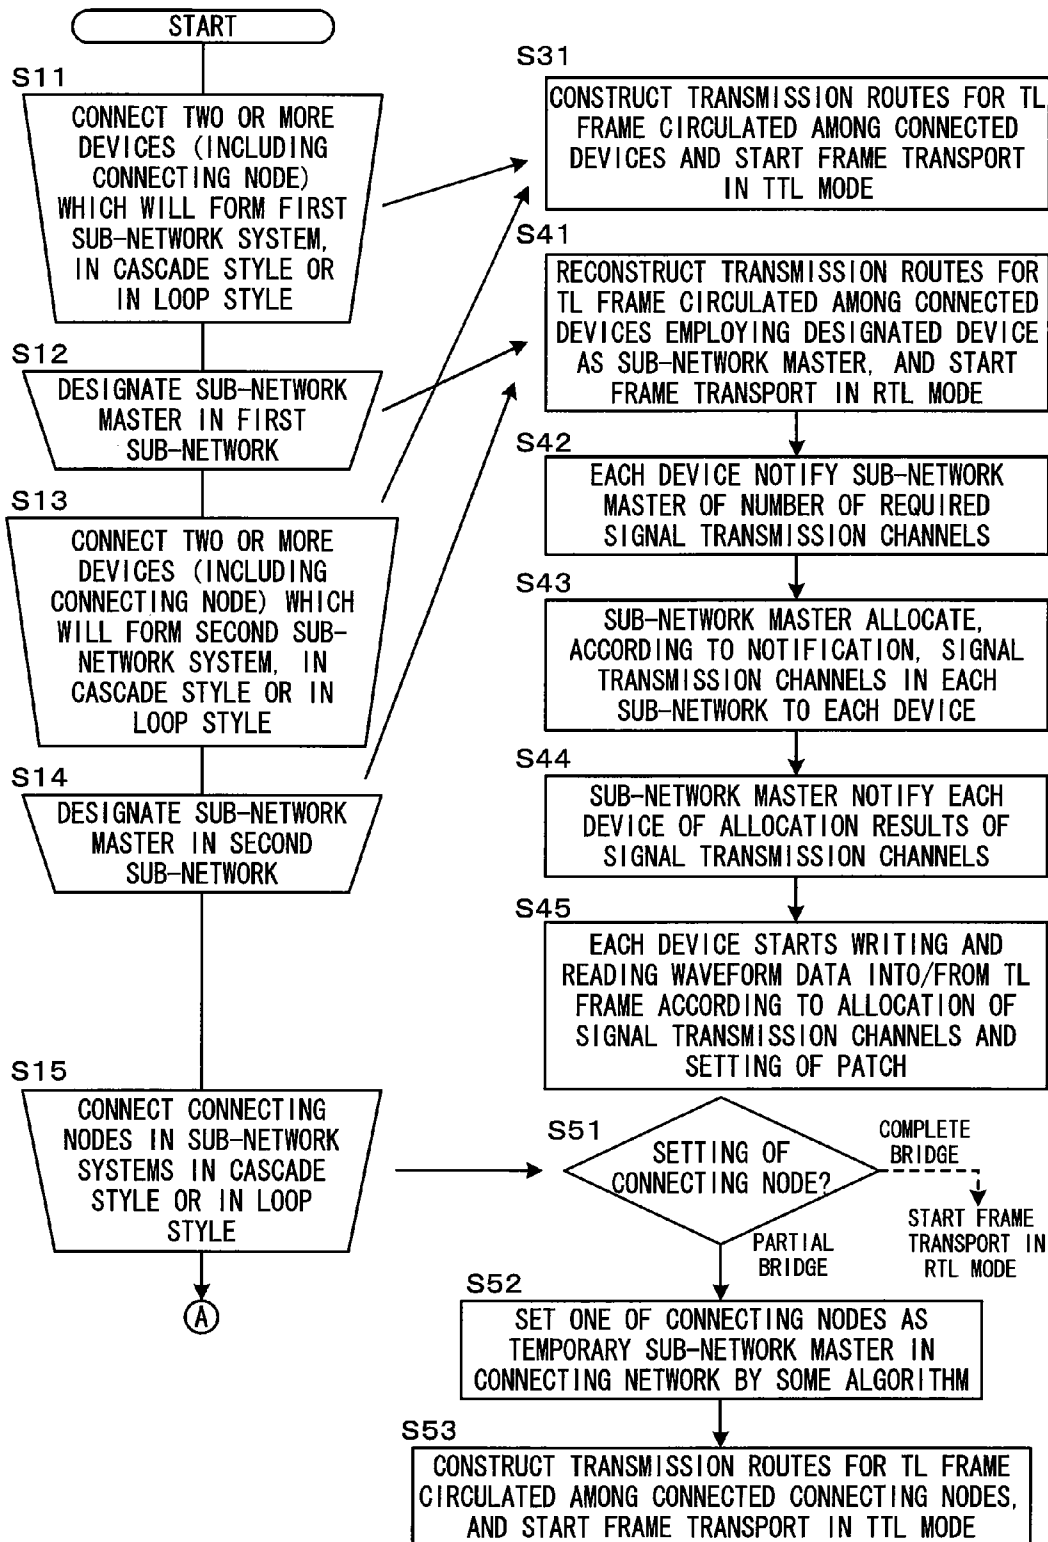 START
S11
CONNECT TWO OR MORE
DEVICES (INCLUDING
CONNECTING NODE)
WHICH WILL FORM FIRST
SUB-NETWORK SYSTEM,
IN CASCADE STYLE OR
IN LOOP STYLE
S12
DESIGNATE SUB-NETWORK
MASTER IN FIRST
SUB-NETWORK
S13
CONNECT TWO OR MORE
DEVICES (INCLUDING
CONNECTING NODE) WHICH
WILL FORM SECOND SUB-
NETWORK SYSTEM, IN
CASCADE STYLE OR IN
LOOP STYLE
S14
DESIGNATE SUB-NETWORK
MASTER IN SECOND
SUB-NETWORK
S15
CONNECT CONNECTING
NODES IN SUB-NETWORK
SYSTEMS IN CASCADE
STYLE OR IN LOOP
STYLE
A
S31
CONSTRUCT TRANSMISSION ROUTES FOR TL
FRAME CIRCULATED AMONG CONNECTED
DEVICES AND START FRAME TRANSPORT
IN TTL MODE
S41
RECONSTRUCT TRANSMISSION ROUTES FOR
TL FRAME CIRCULATED AMONG CONNECTED
DEVICES EMPLOYING DESIGNATED DEVICE
AS SUB-NETWORK MASTER, AND START
FRAME TRANSPORT IN RTL MODE
S42
EACH DEVICE NOTIFY SUB-NETWORK
MASTER OF NUMBER OF REQUIRED
SIGNAL TRANSMISSION CHANNELS
S43
SUB-NETWORK MASTER ALLOCATE,
ACCORDING TO NOTIFICATION, SIGNAL
TRANSMISSION CHANNELS IN EACH
SUB-NETWORK TO EACH DEVICE
S44
SUB-NETWORK MASTER NOTIFY EACH
DEVICE OF ALLOCATION RESULTS OF
SIGNAL TRANSMISSION CHANNELS
S45
EACH DEVICE STARTS WRITING AND
READING WAVEFORM DATA INTO/FROM TL
FRAME ACCORDING TO ALLOCATION OF
SIGNAL TRANSMISSION CHANNELS AND
SETTING OF PATCH
S51
SETTING OF
CONNECTING NODE?
COMPLETE
BRIDGE
START FRAME
TRANSPORT IN
RTL MODE
PARTIAL
BRIDGE
S52
SET ONE OF CONNECTING NODES AS
TEMPORARY SUB-NETWORK MASTER IN
CONNECTING NETWORK BY SOME ALGORITHM
S53
CONSTRUCT TRANSMISSION ROUTES FOR TL FRAME
CIRCULATED AMONG CONNECTED CONNECTING NODES,
AND START FRAME TRANSPORT IN TTL MODE